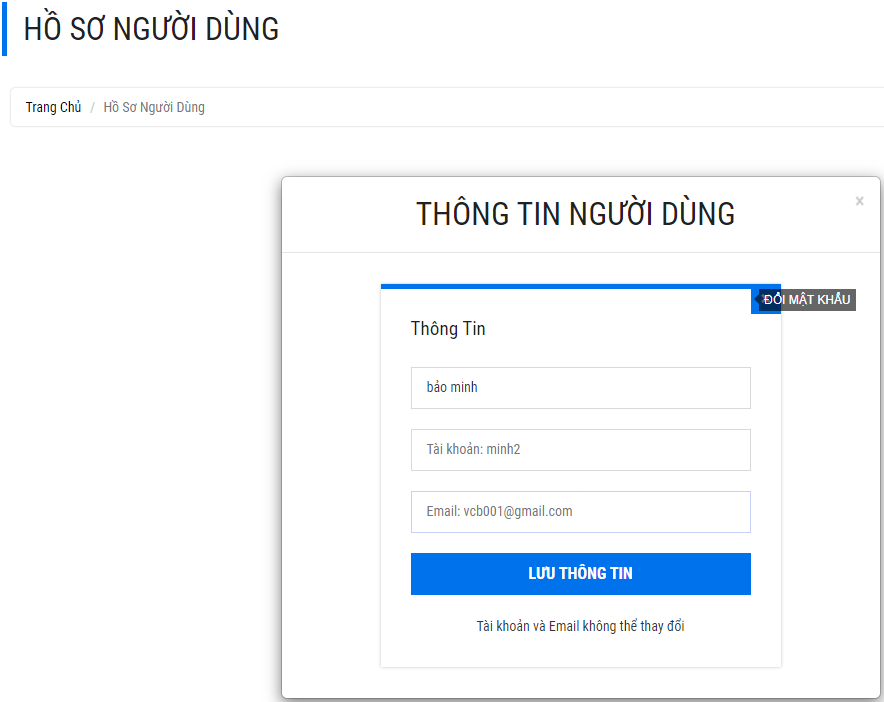 HỒ SƠ NGƯỜI DÙNG
Trang Chủ / Hồ Sơ Người Dùng
THÔNG TIN NGƯỜI DÙNG
×
ĐỔI MẬT KHẨU
Thông Tin
bảo minh
Tài khoản: minh2
Email: vcb001@gmail.com
LƯU THÔNG TIN
Tài khoản và Email không thể thay đổi